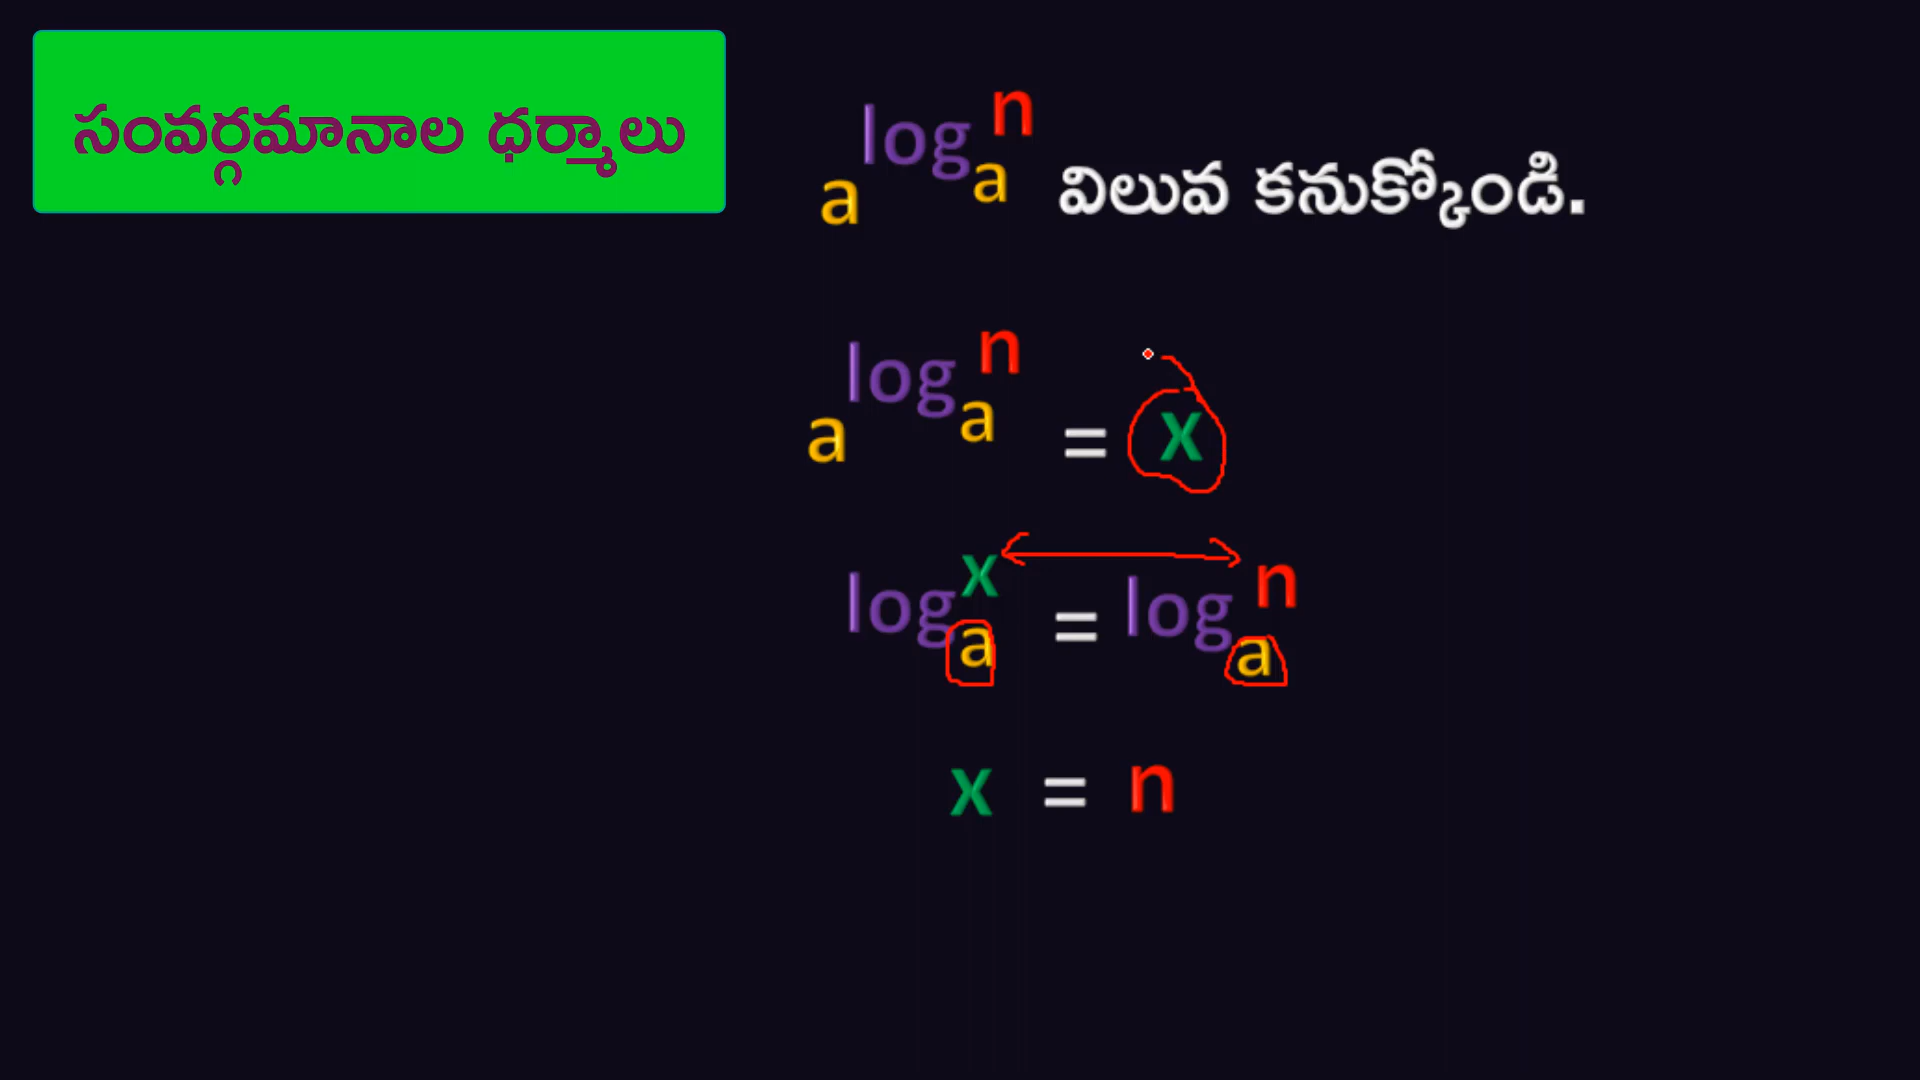 సంవర్గమానాల ధర్మాలు
a^{log_a^n} విలువ కనుక్కోండి.
a^{log_a^n} = x
log_a^x = log_a^n
x = n